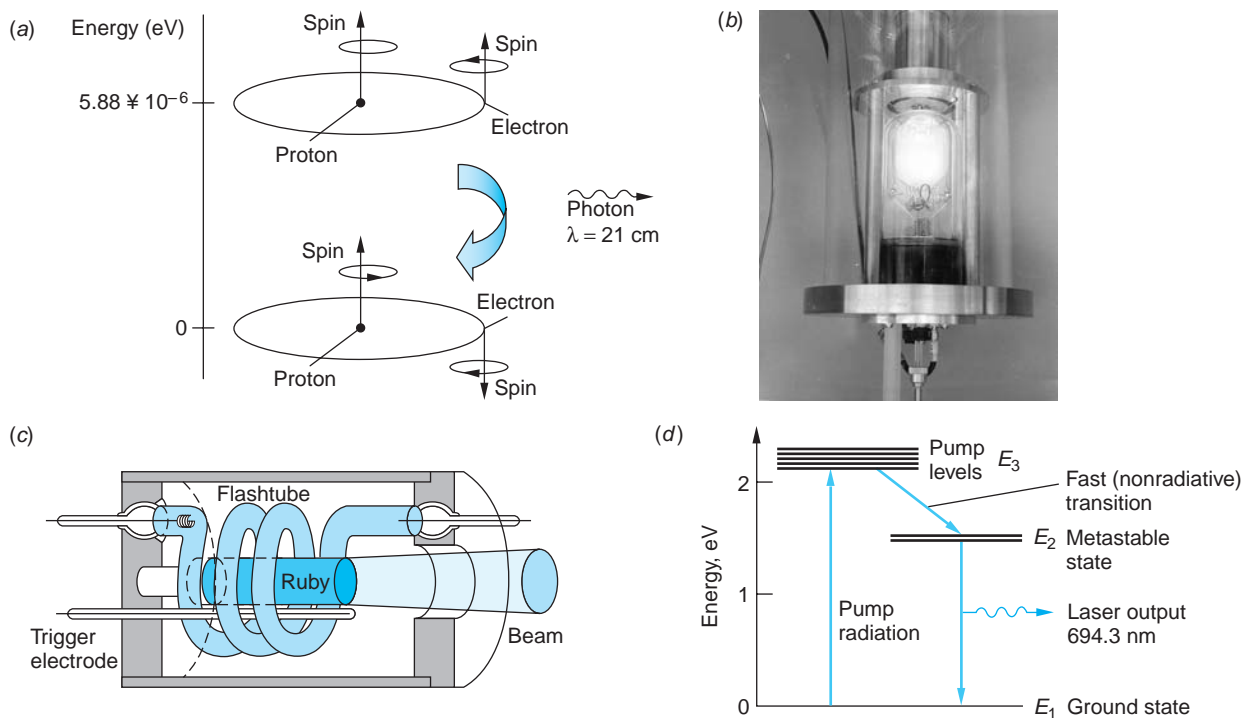 (a)
Energy (eV)
Spin
Spin
5.88 ¥ 10⁻⁶
Electron
Proton
Photon
λ = 21 cm
Spin
Electron
0
Proton
Spin
(b)
(c)
Flashtube
Ruby
Trigger
electrode
Beam
(d)
Energy, eV
2
1
0
Pump
levels
E₃
Fast (nonradiative)
transition
E₂ Metastable
state
Pump
radiation
Laser output
694.3 nm
E₁ Ground state